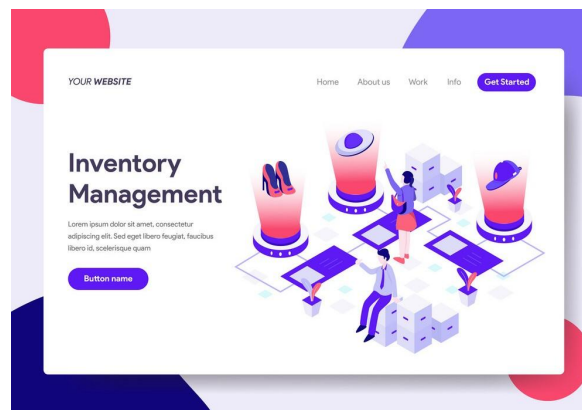 YOUR WEBSITE
Home About us Work Info Get Started
Inventory
Management
Lorem ipsum dolor sit amet, consectetur
adipiscing elit. Sed eget libero feugiat, faucibus
libero id, scelerisque quam
Button name